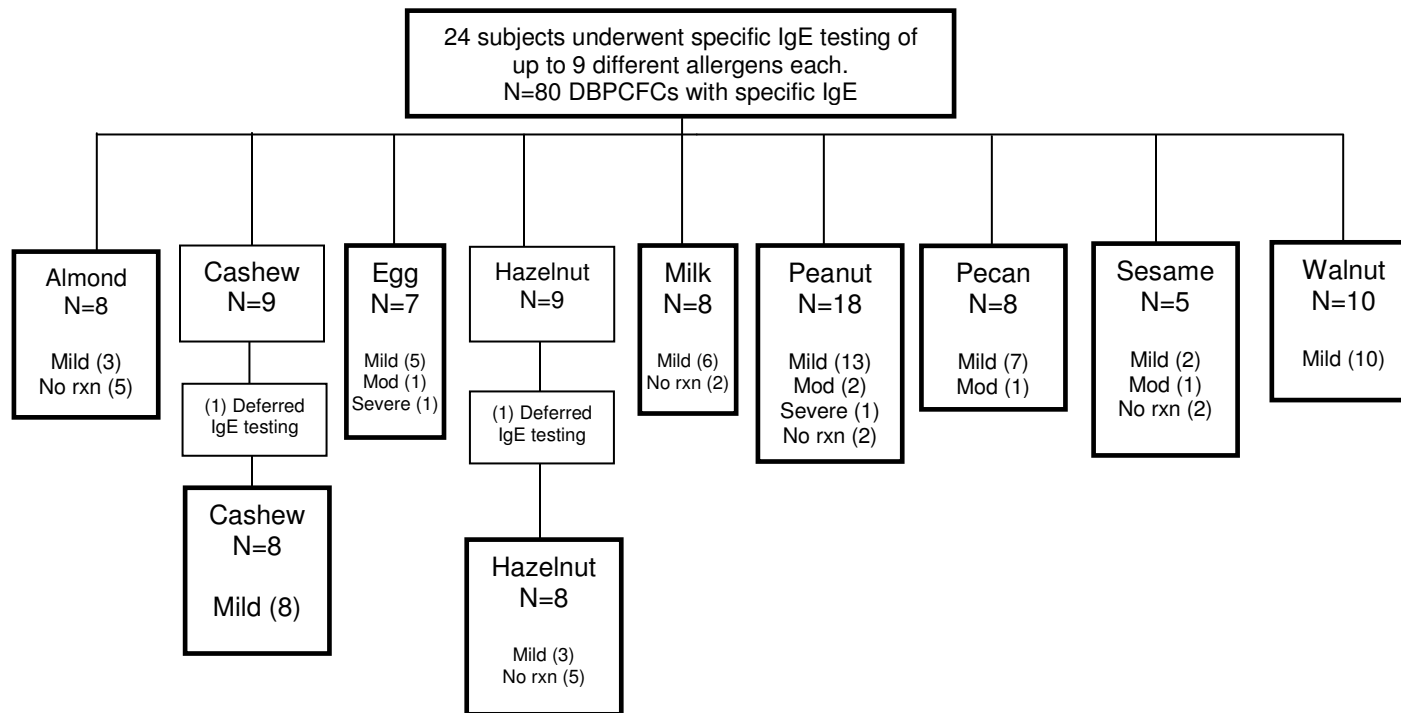 24 subjects underwent specific IgE testing of
up to 9 different allergens each.
N=80 DBPCFCs with specific IgE
Almond
N=8
Mild (3)
No rxn (5)
Cashew
N=9
(1) Deferred
IgE testing
Cashew
N=8
Mild (8)
Egg
N=7
Mild (5)
Mod (1)
Severe (1)
Hazelnut
N=9
(1) Deferred
IgE testing
Hazelnut
N=8
Mild (3)
No rxn (5)
Milk
N=8
Mild (6)
No rxn (2)
Peanut
N=18
Mild (13)
Mod (2)
Severe (1)
No rxn (2)
Pecan
N=8
Mild (7)
Mod (1)
Sesame
N=5
Mild (2)
Mod (1)
No rxn (2)
Walnut
N=10
Mild (10)